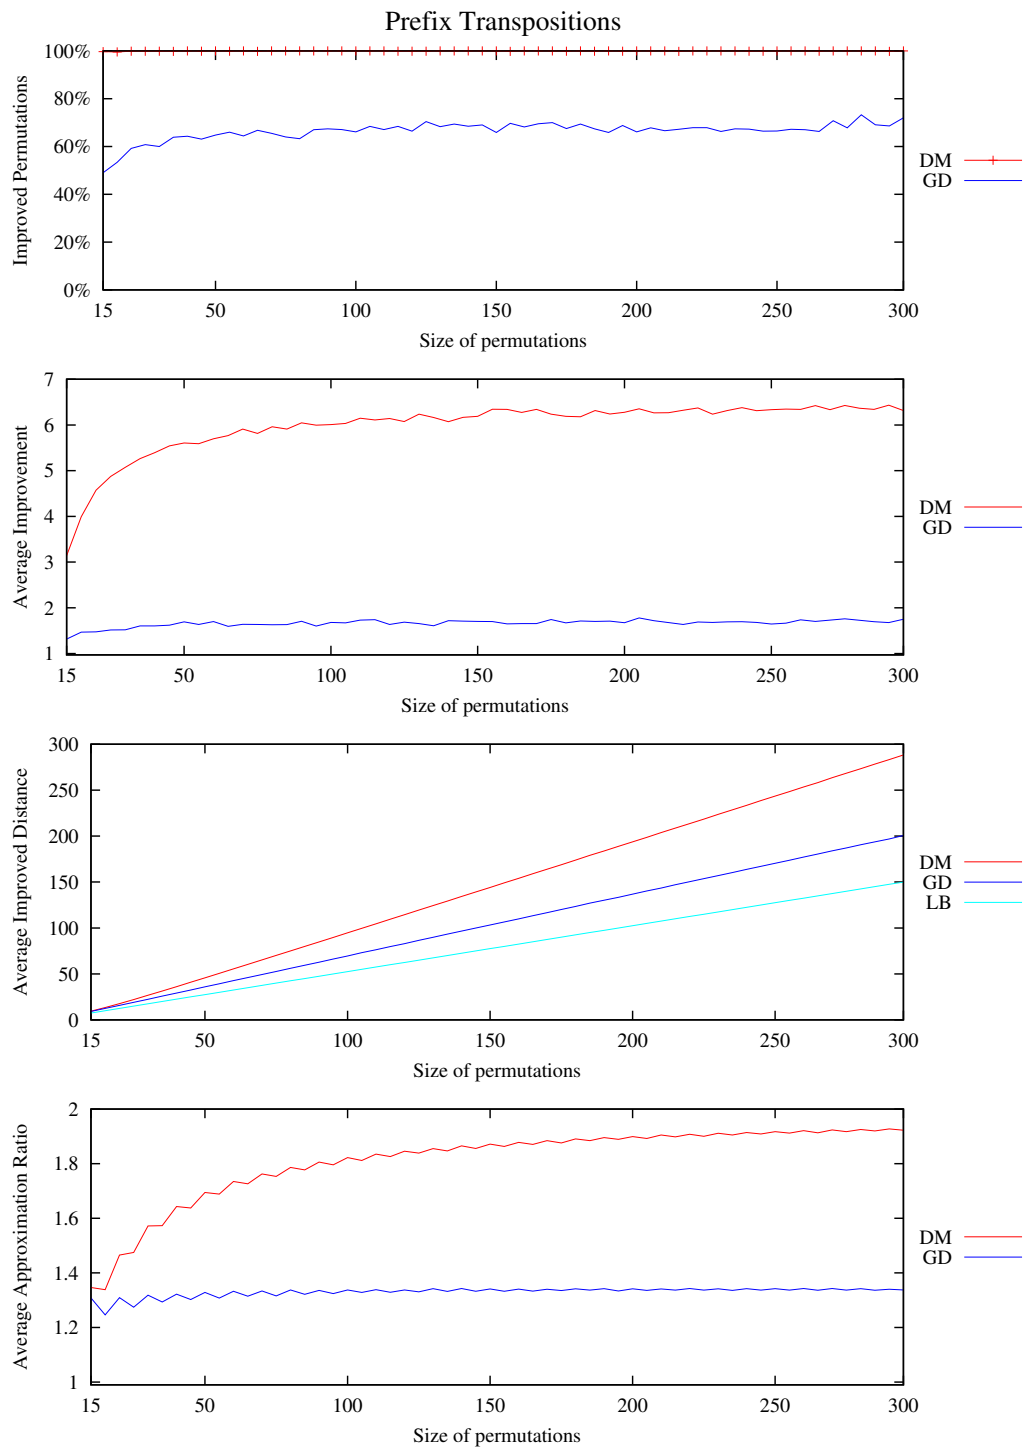 Prefix Transpositions
100%
80%
60%
40%
20%
0%
Improved Permutations
15 50 100 150 200 250 300
Size of permutations
DM
GD
7
6
5
4
3
2
1
Average Improvement
15 50 100 150 200 250 300
Size of permutations
DM
GD
300
250
200
150
100
50
0
Average Improved Distance
15 50 100 150 200 250 300
Size of permutations
DM
GD
LB
2
1.8
1.6
1.4
1.2
1
Average Approximation Ratio
15 50 100 150 200 250 300
Size of permutations
DM
GD